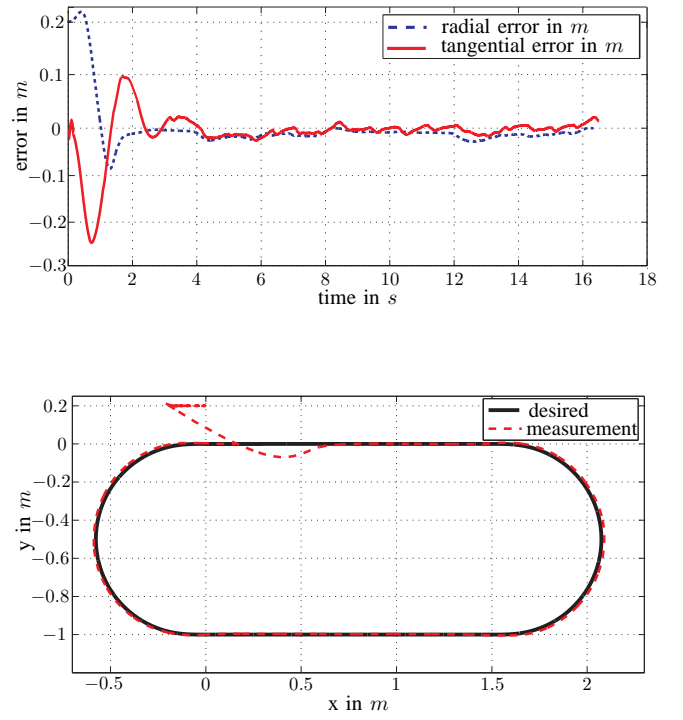 0.2
0.1
0
−0.1
−0.2
−0.3
error in m
radial error in m
tangential error in m
0 2 4 6 8 10 12 14 16 18
time in s
0.2
0
−0.2
−0.4
−0.6
−0.8
−1
y in m
desired
measurement
−0.5 0 0.5 1 1.5 2
x in m